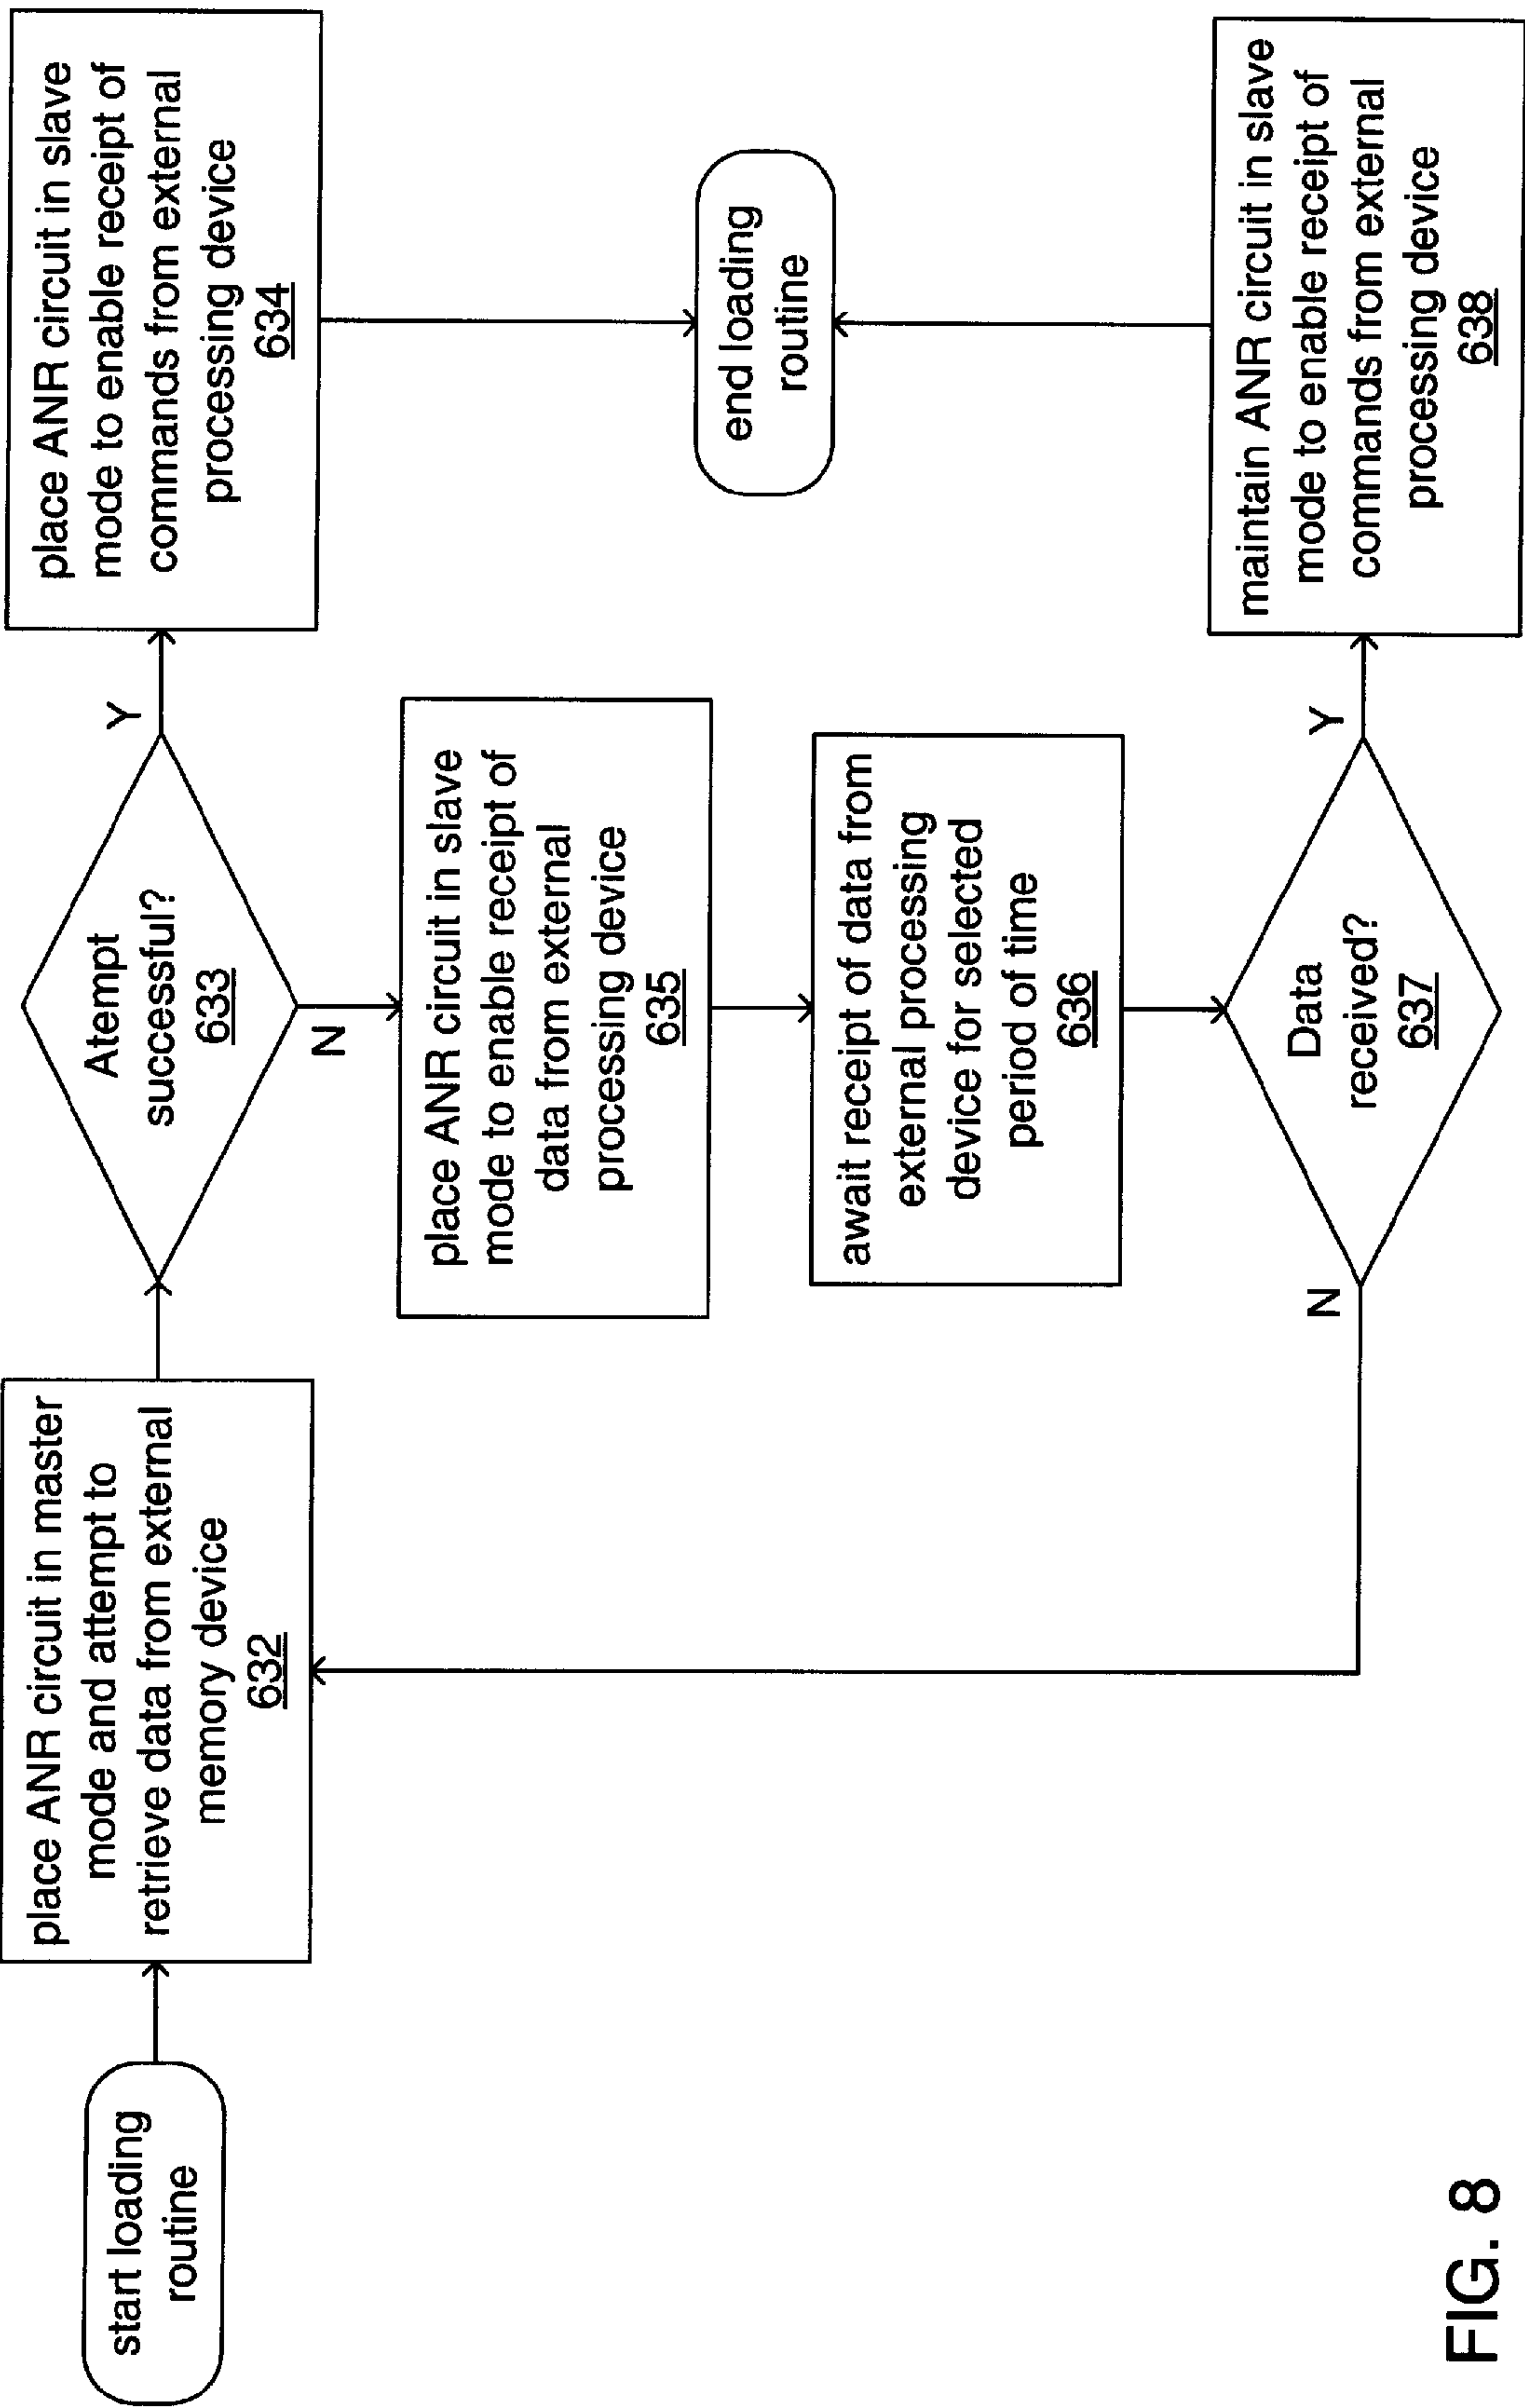 start loading
routine
place ANR circuit in master
mode and attempt to
retrieve data from external
memory device
632
Atempt
successful?
633
Y
N
place ANR circuit in slave
mode to enable receipt of
commands from external
processing device
634
place ANR circuit in slave
mode to enable receipt of
data from external
processing device
635
await receipt of data from
external processing
device for selected
period of time
636
Data
received?
637
N
Y
maintain ANR circuit in slave
mode to enable receipt of
commands from external
processing device
638
end loading
routine
FIG. 8